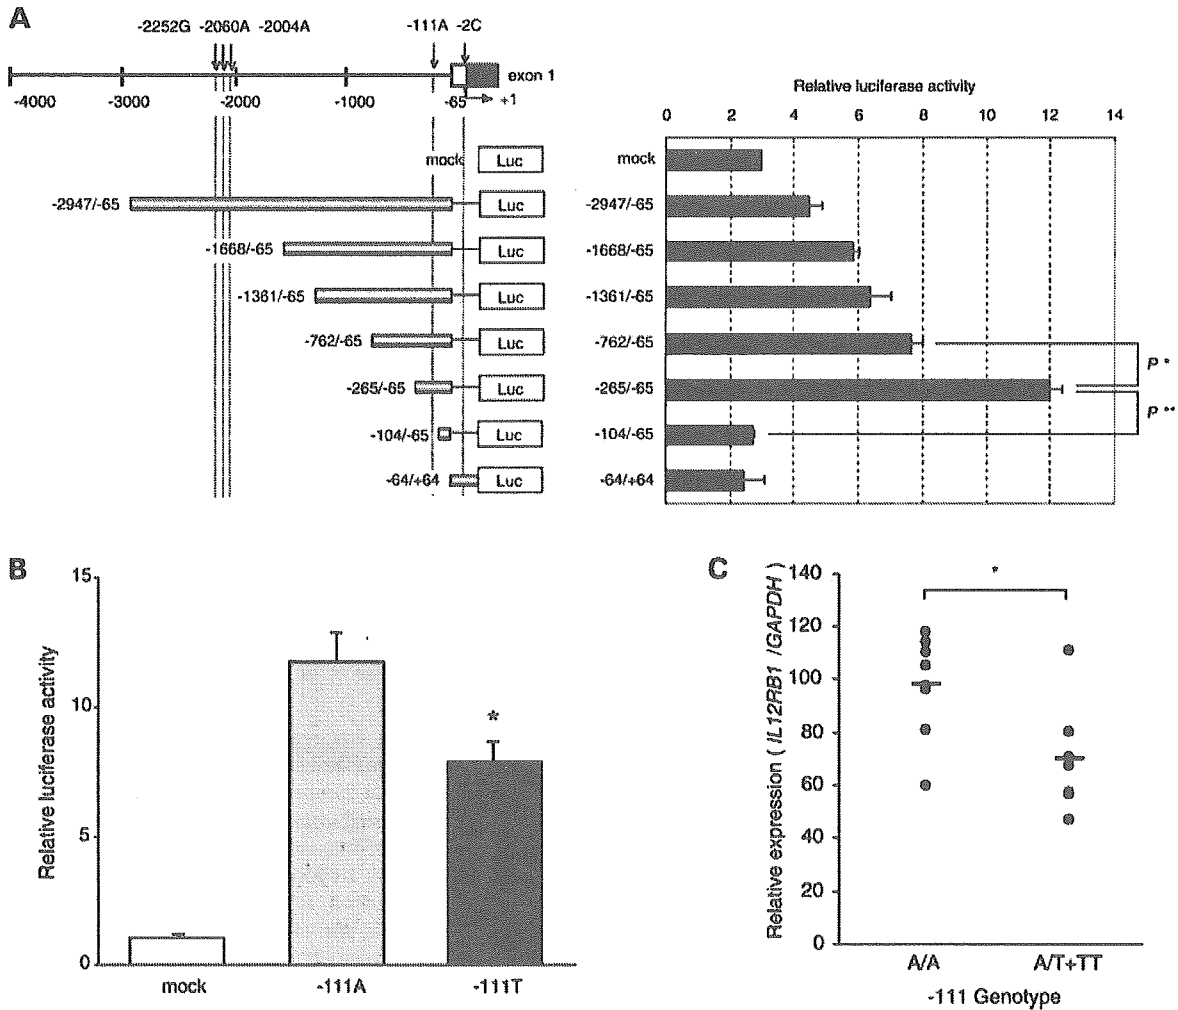 A
-2252G -2060A -2004A
-111A -2C
exon 1
-4000 -3000 -2000 -1000 -65 +1
mock Luc
-2947/-65 Luc
-1668/-65 Luc
-1361/-65 Luc
-762/-65 Luc
-265/-65 Luc
-104/-65 Luc
-64/+64 Luc
Relative luciferase activity
0 2 4 6 8 10 12 14
mock
-2947/-65
-1668/-65
-1361/-65
-762/-65
-265/-65
-104/-65
-64/+64
P *
P **
B
Relative luciferase activity
15
10
5
0
*
mock -111A -111T
C
Relative expression ( IL12RB1 /GAPDH )
140
120
100
80
60
40
20
0
*
A/A A/T+TT
-111 Genotype